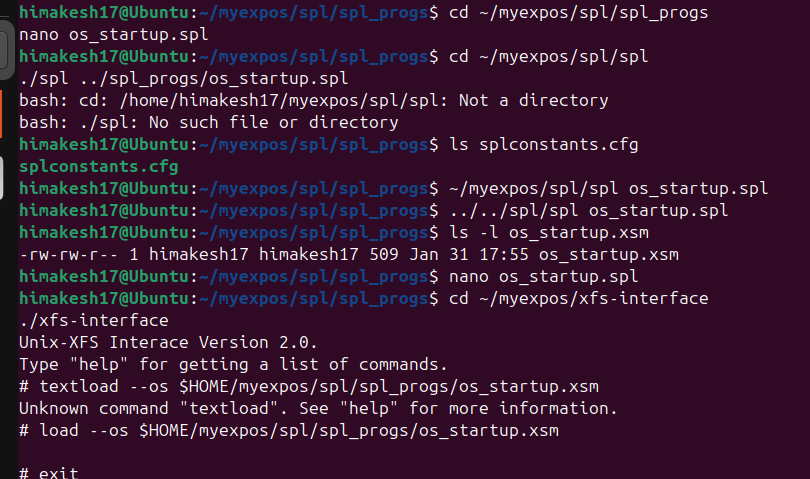 himakesh17@Ubuntu:~/myexpos/spl/spl_progs$ cd ~/myexpos/spl/spl_progs
nano os_startup.spl
himakesh17@Ubuntu:~/myexpos/spl/spl_progs$ cd ~/myexpos/spl/spl
./spl ../spl_progs/os_startup.spl
bash: cd: /home/himakesh17/myexpos/spl/spl: Not a directory
bash: ./spl: No such file or directory
himakesh17@Ubuntu:~/myexpos/spl/spl_progs$ ls splconstants.cfg
splconstants.cfg
himakesh17@Ubuntu:~/myexpos/spl/spl_progs$ ~/myexpos/spl/spl os_startup.spl
himakesh17@Ubuntu:~/myexpos/spl/spl_progs$ ../../spl/spl os_startup.spl
himakesh17@Ubuntu:~/myexpos/spl/spl_progs$ ls -l os_startup.xsm
-rw-rw-r-- 1 himakesh17 himakesh17 509 Jan 31 17:55 os_startup.xsm
himakesh17@Ubuntu:~/myexpos/spl/spl_progs$ nano os_startup.spl
himakesh17@Ubuntu:~/myexpos/spl/spl_progs$ cd ~/myexpos/xfs-interface
./xfs-interface
Unix-XFS Interace Version 2.0.
Type "help" for getting a list of commands.
# textload --os $HOME/myexpos/spl/spl_progs/os_startup.xsm
Unknown command "textload". See "help" for more information.
# load --os $HOME/myexpos/spl/spl_progs/os_startup.xsm
# exit